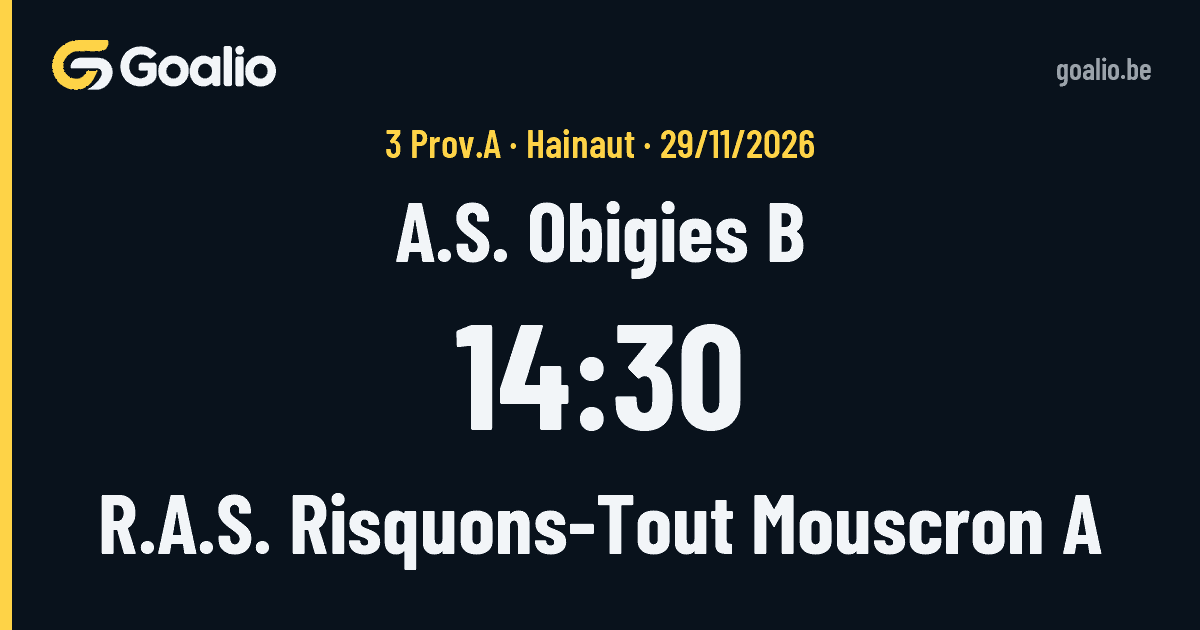 Goalio
goalio.be
3 Prov.A · Hainaut · 29/11/2026
A.S. Obigies B
14:30
R.A.S. Risquons-Tout Mouscron A